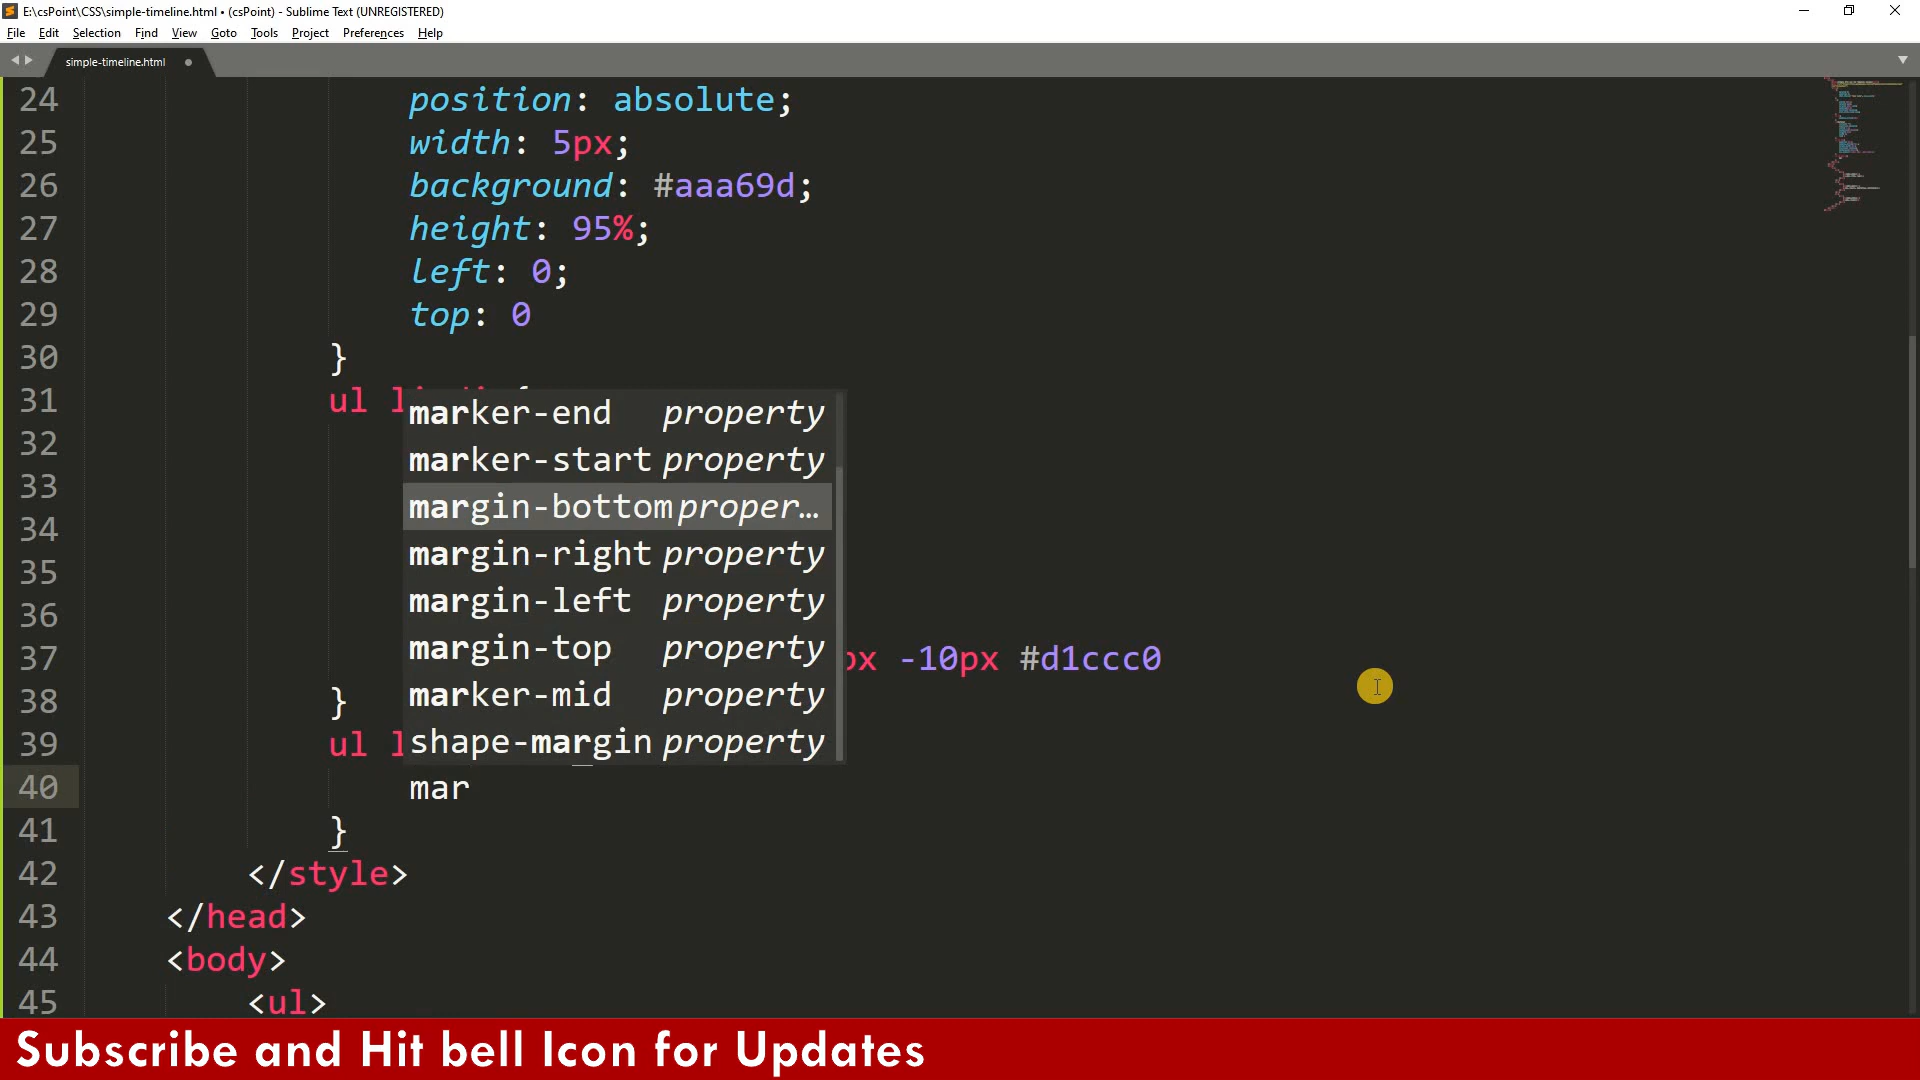 E:\csPoint\CSS\simple-timeline.html • (csPoint) - Sublime Text (UNREGISTERED)
File Edit Selection Find View Goto Tools Project Preferences Help
simple-timeline.html
24 position: absolute;
25 width: 5px;
26 background: #aaa69d;
27 height: 95%;
28 left: 0;
29 top: 0
30 }
31 ul
marker-end property
32
marker-start property
33
margin-bottom proper…
34
margin-right property
35
margin-left property
36
margin-top property
37 px -10px #d1ccc0
marker-mid property
38 }
shape-margin property
39 ul
40 mar
41 }
42 </style>
43 </head>
44 <body>
45 <ul>
Subscribe and Hit bell Icon for Updates